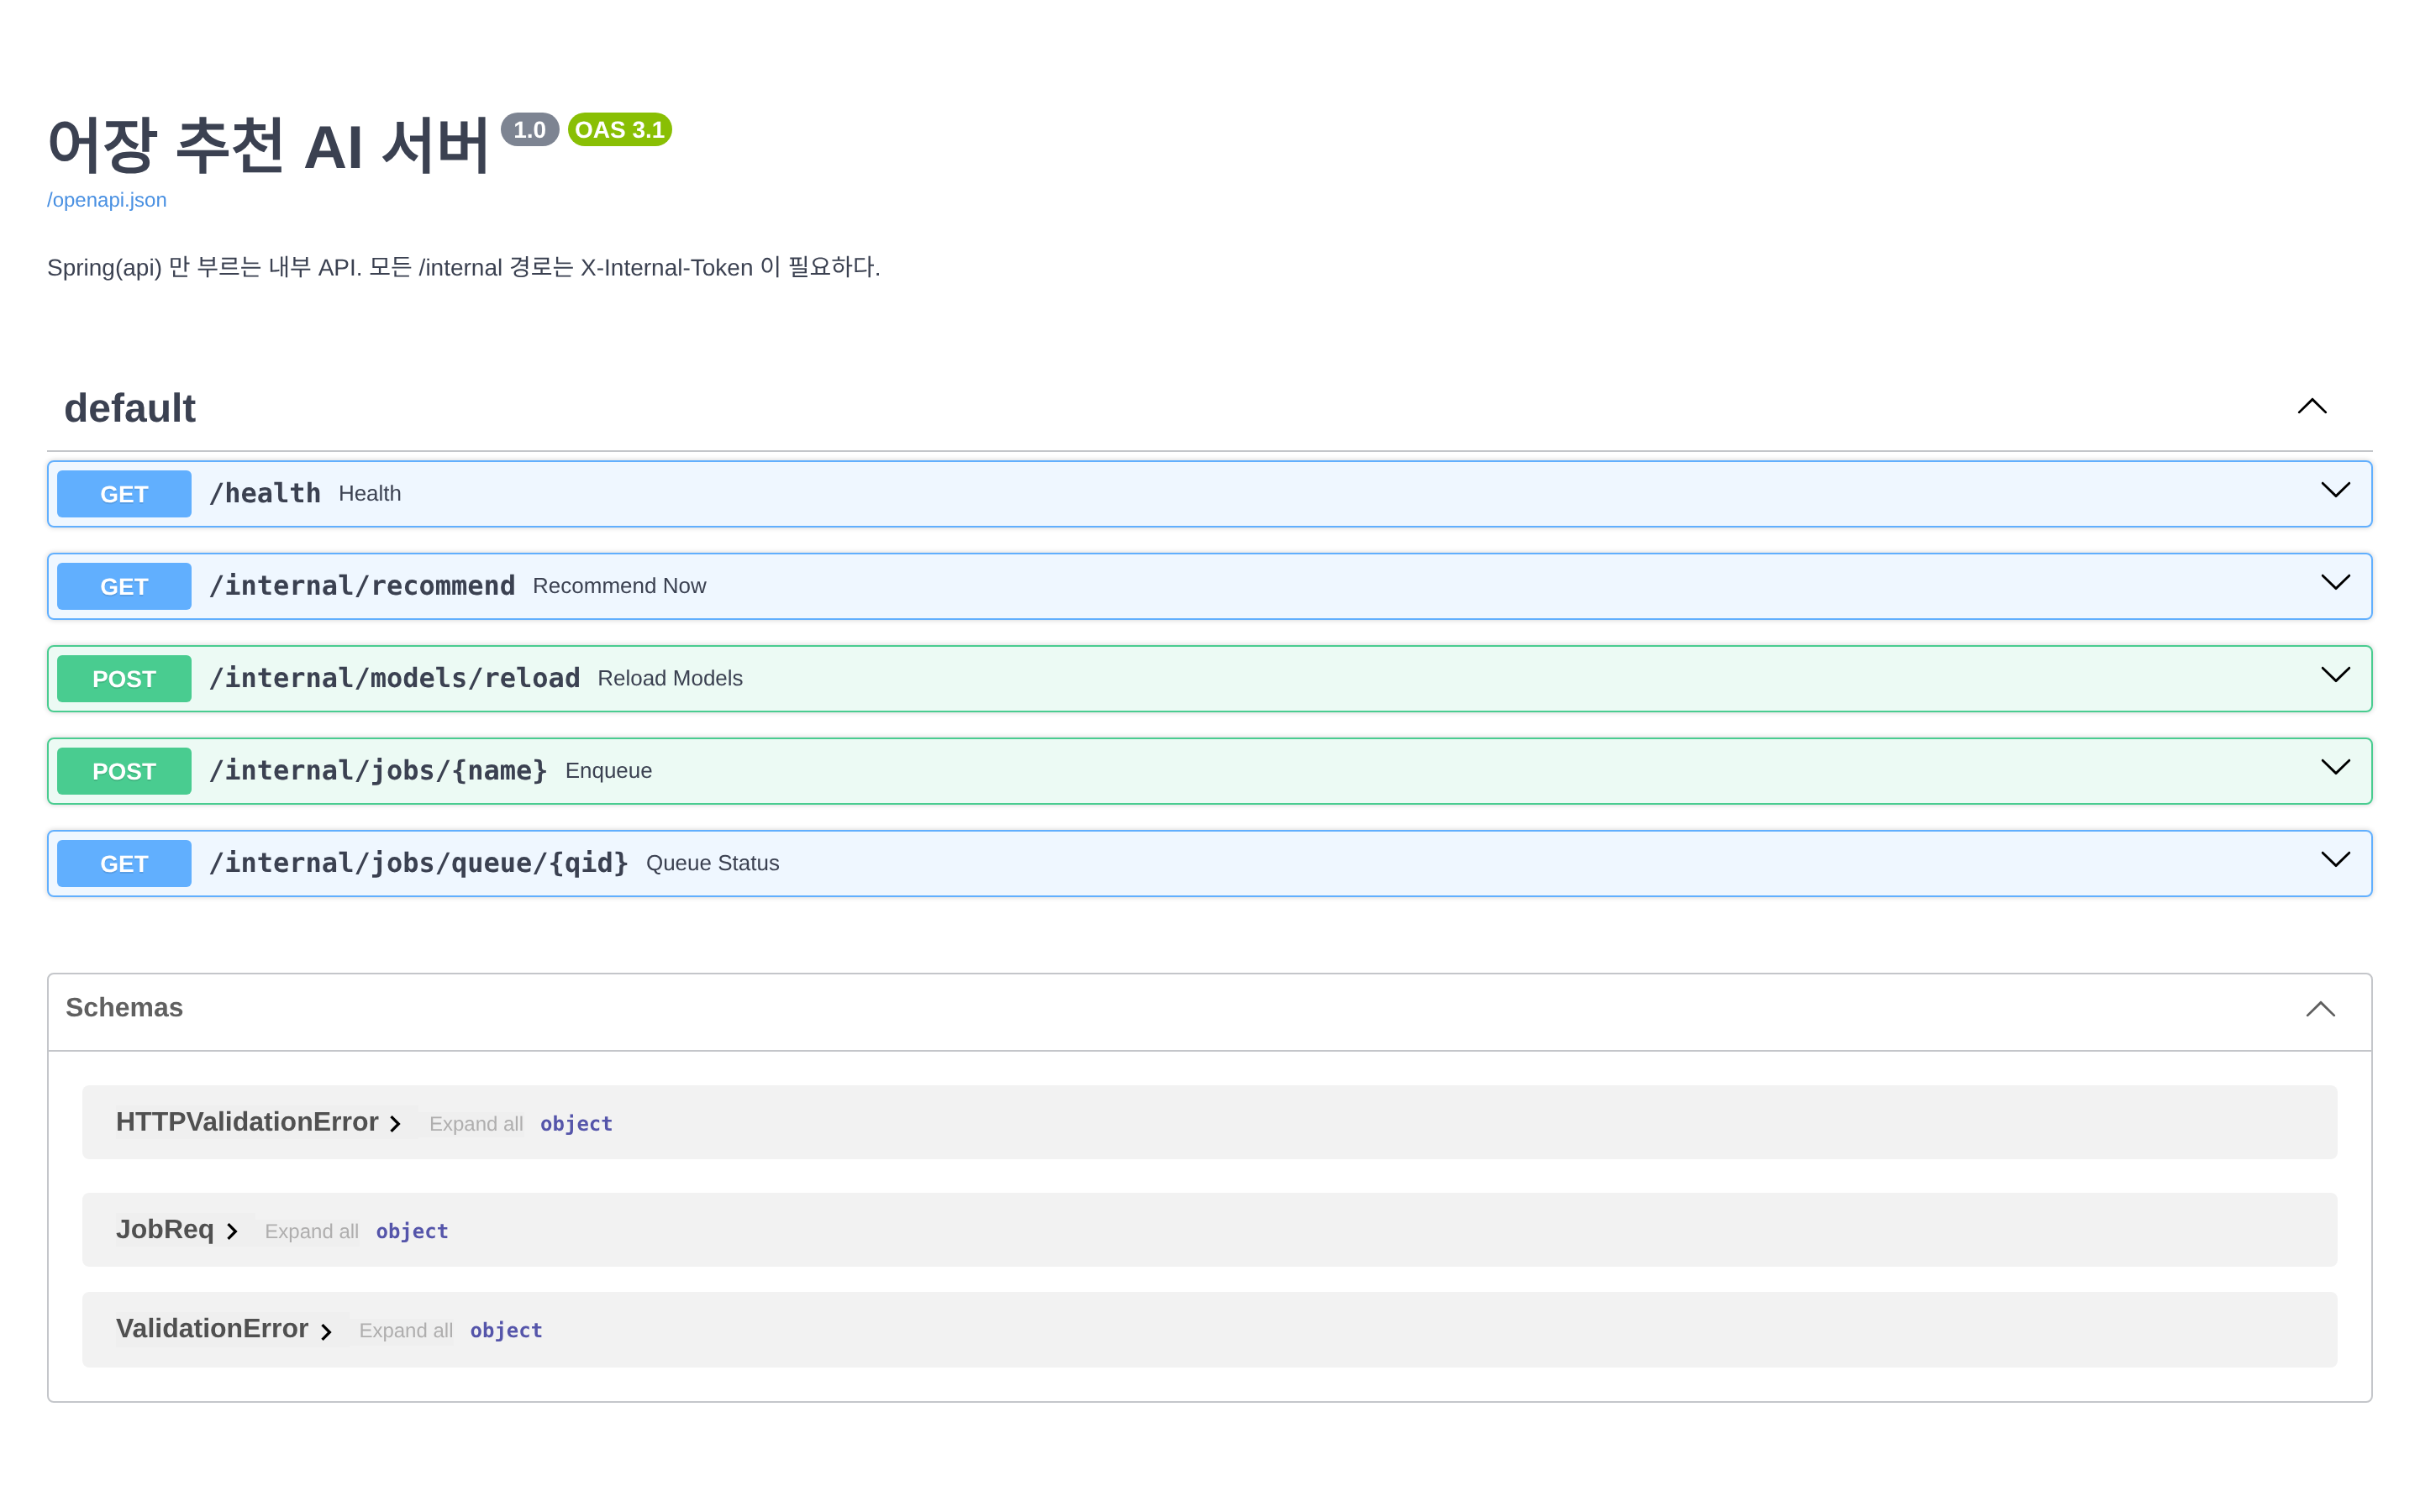 어장 추천 AI 서버 1.0 OAS 3.1
/openapi.json
Spring(api) 만 부르는 내부 API. 모든 /internal 경로는 X-Internal-Token 이 필요하다.
default
GET /health Health
GET /internal/recommend Recommend Now
POST /internal/models/reload Reload Models
POST /internal/jobs/{name} Enqueue
GET /internal/jobs/queue/{qid} Queue Status
Schemas
HTTPValidationError Expand all object
JobReq Expand all object
ValidationError Expand all object